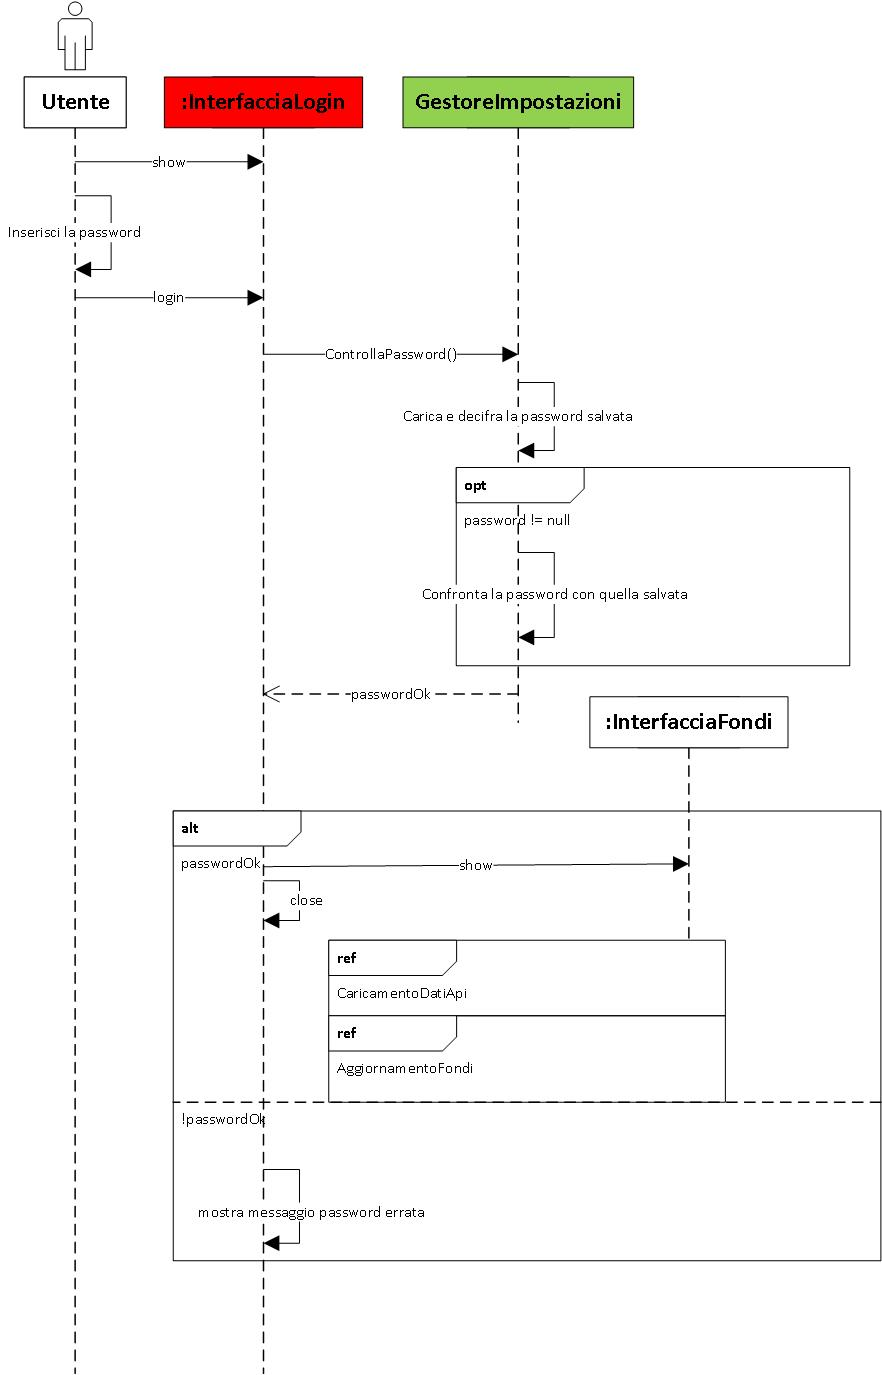 Utente
:InterfacciaLogin
GestoreImpostazioni
show
Inserisci la password
login
ControllaPassword()
Carica e decifra la password salvata
opt
password != null
Confronta la password con quella salvata
passwordOk
:InterfacciaFondi
alt
passwordOk
show
close
ref
CaricamentoDatiApi
ref
AggiornamentoFondi
!passwordOk
mostra messaggio password errata